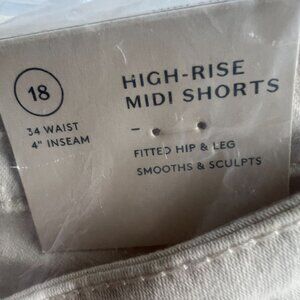 18
34 WAIST
4" INSEAM
HIGH-RISE
MIDI SHORTS
–
FITTED HIP & LEG
SMOOTHS & SCULPTS